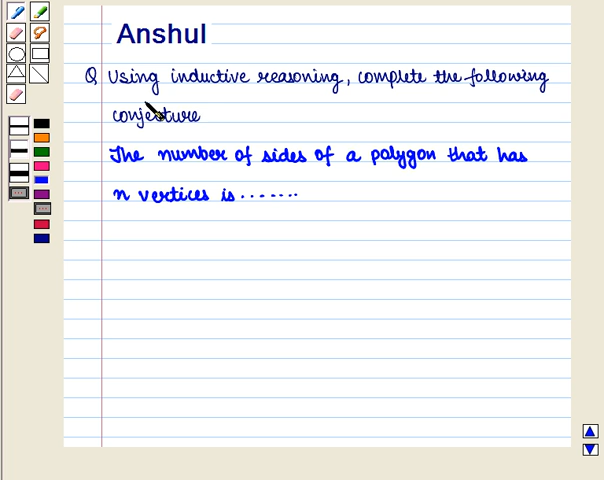 Anshul
Q Using inductive reasoning, complete the following
conjecture
The number of sides of a polygon that has
n vertices is .......